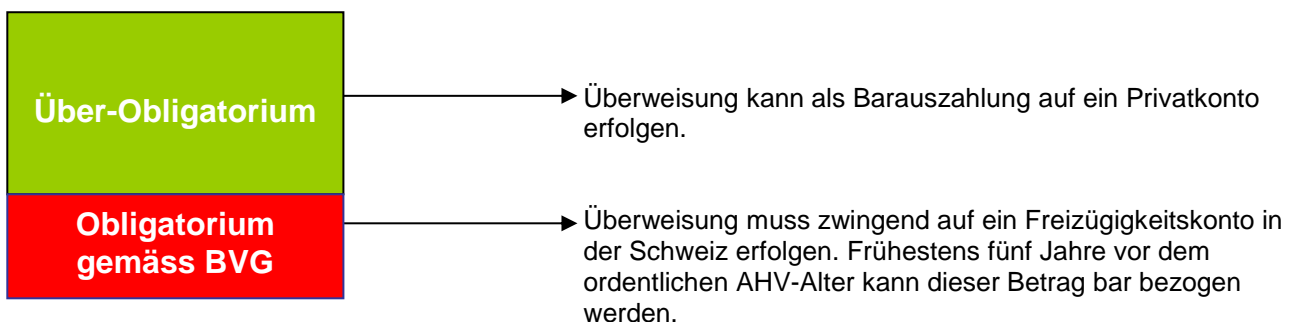 Über-Obligatorium
Überweisung kann als Barauszahlung auf ein Privatkonto
erfolgen.
Obligatorium
gemäss BVG
Überweisung muss zwingend auf ein Freizügigkeitskonto in
der Schweiz erfolgen. Frühestens fünf Jahre vor dem
ordentlichen AHV-Alter kann dieser Betrag bar bezogen
werden.